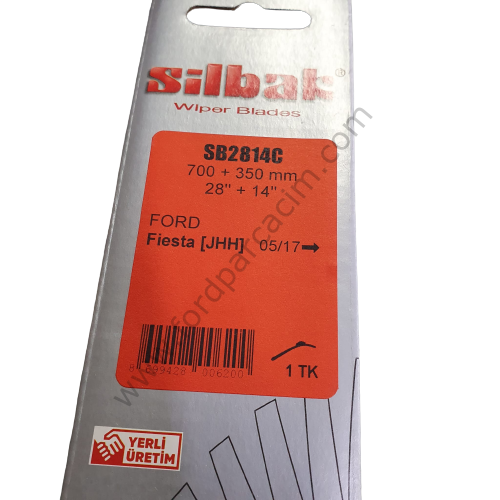 Silbak®
Wiper Blades
SB2814C
700 + 350 mm
28" + 14"
FORD
Fiesta [JHH] 05/17➞
1 TK
YERLİ
ÜRETİM
www.fordparcacim.com